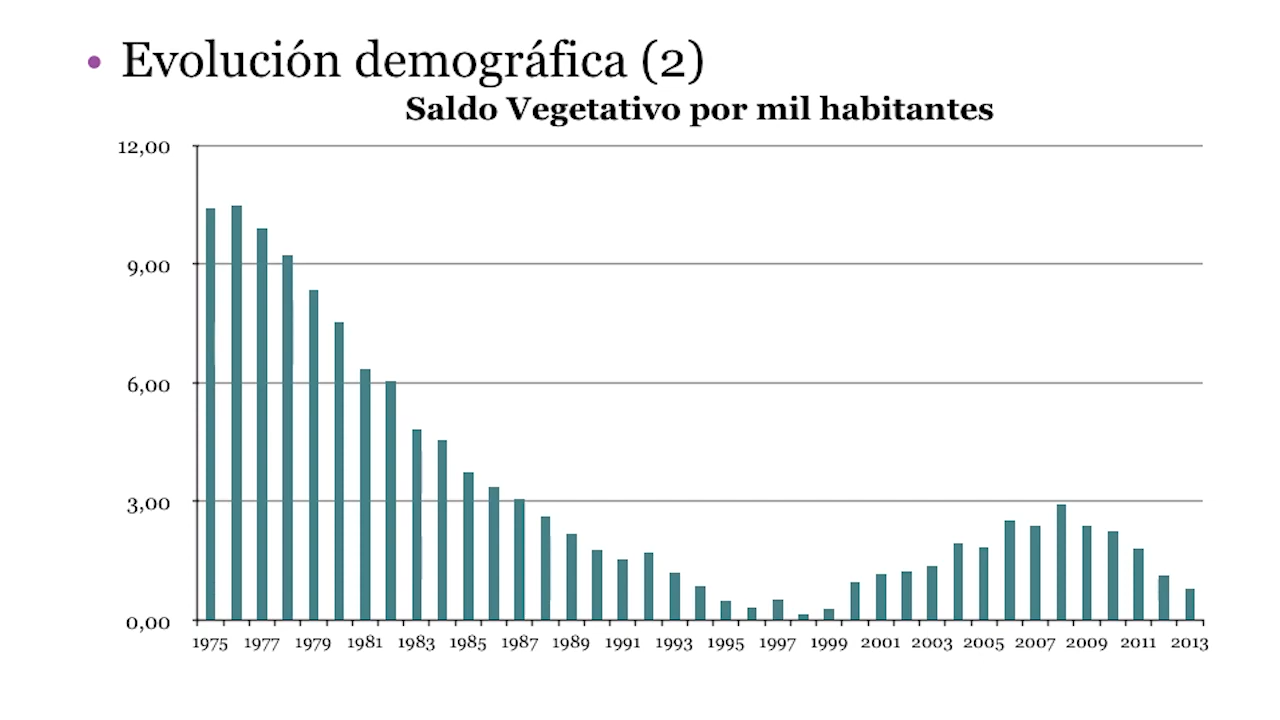 • Evolución demográfica (2)
Saldo Vegetativo por mil habitantes
12,00
9,00
6,00
3,00
0,00
1975 1977 1979 1981 1983 1985 1987 1989 1991 1993 1995 1997 1999 2001 2003 2005 2007 2009 2011 2013